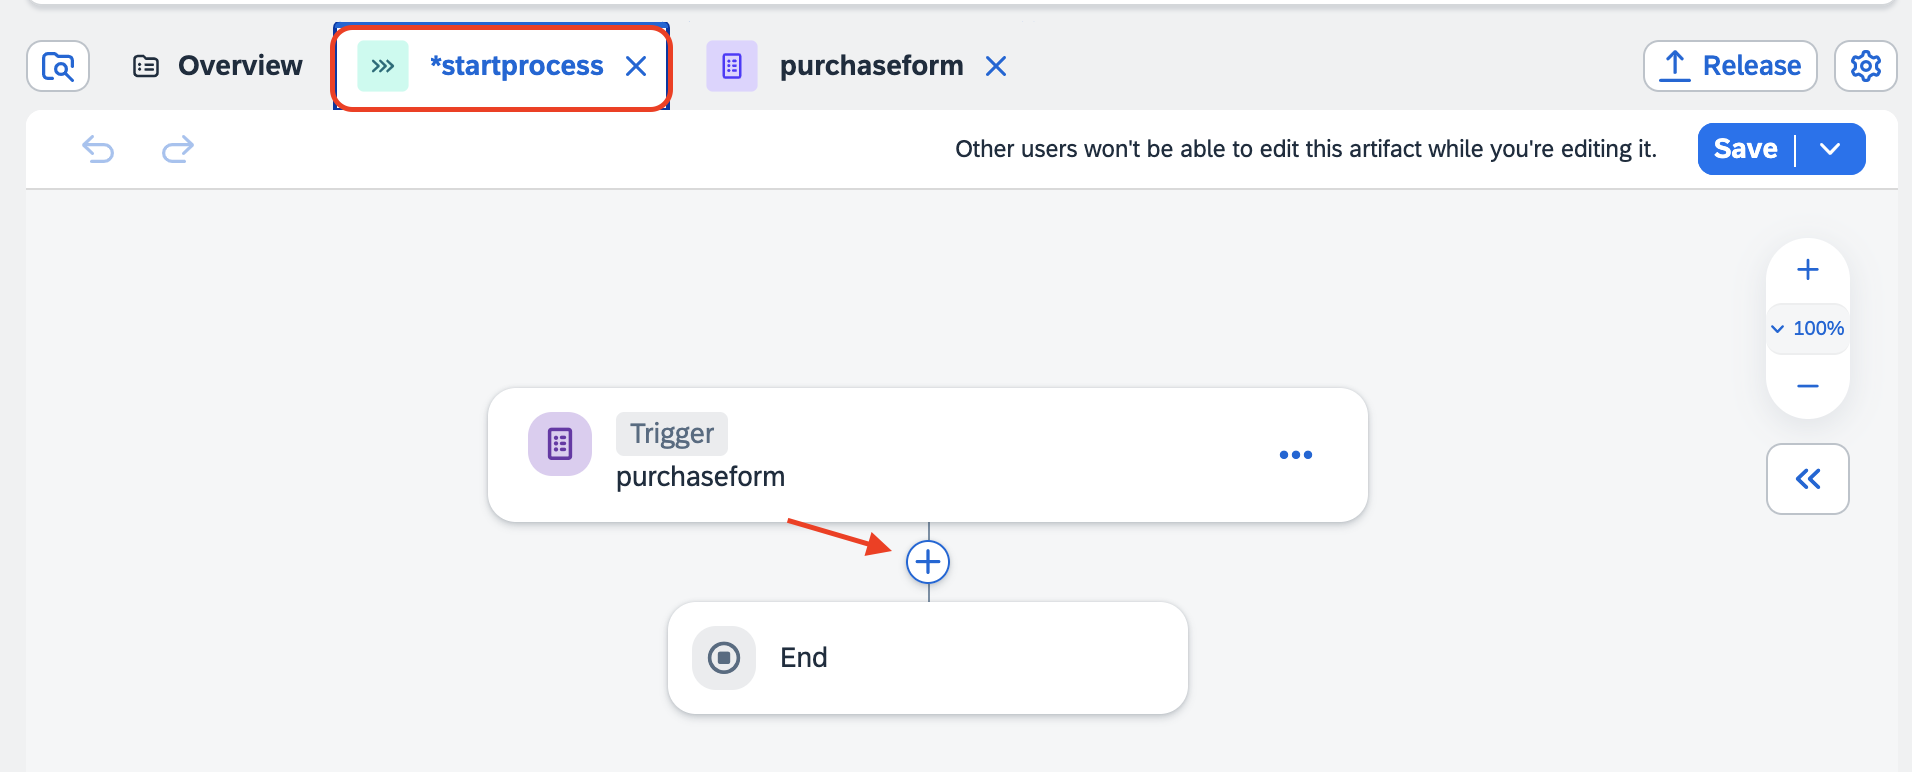 Overview
*startprocess
purchaseform
Release
Other users won't be able to edit this artifact while you're editing it.
Save
100%
Trigger
purchaseform
End